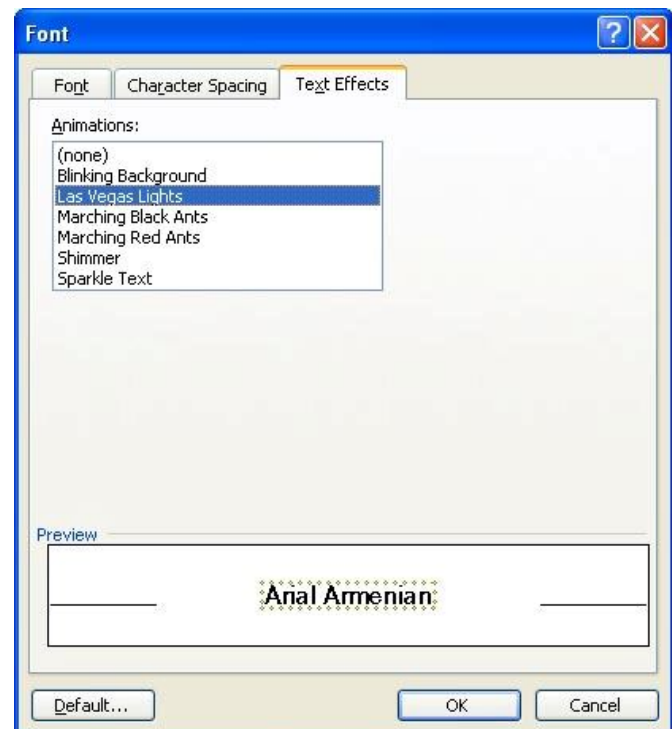 Font
Font Character Spacing Text Effects
Animations:
(none)
Blinking Background
Las Vegas Lights
Marching Black Ants
Marching Red Ants
Shimmer
Sparkle Text
Preview
Arial Armenian
Default... OK Cancel